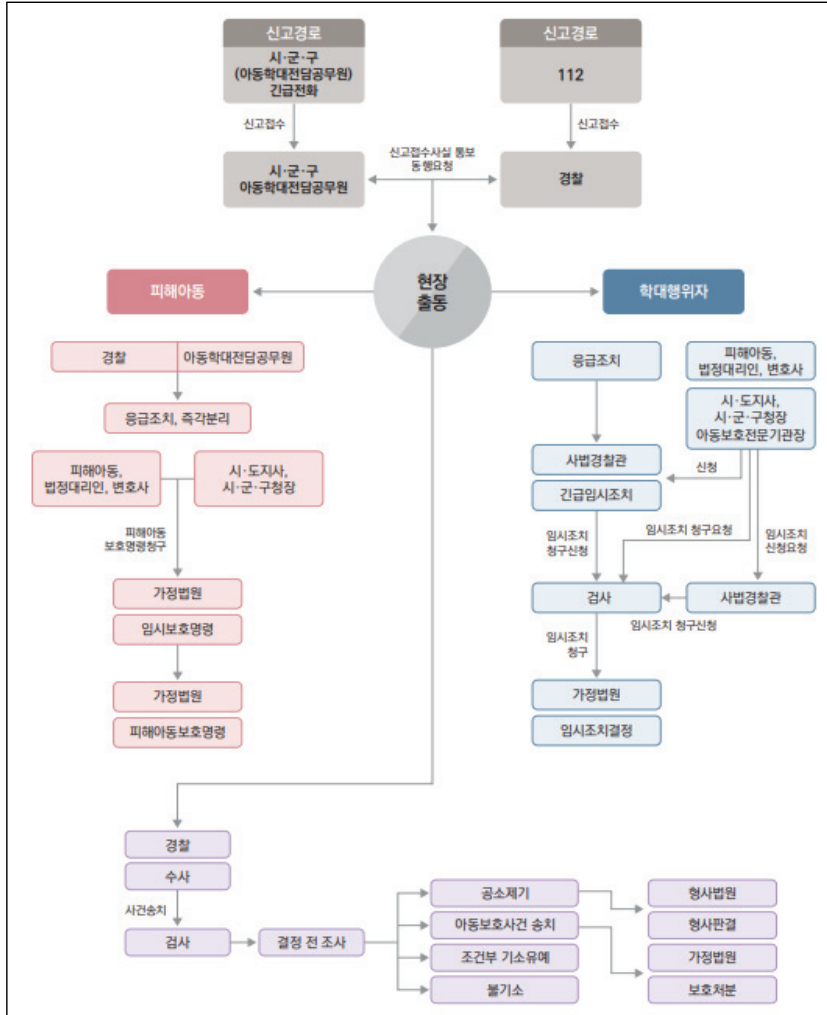 신고경로
시·군·구
(아동학대전담공무원)
긴급전화
신고경로
112
신고접수
신고접수
시·군·구
아동학대전담공무원
신고접수사실 통보
동행요청
경찰
현장
출동
피해아동
학대행위자
경찰
아동학대전담공무원
응급조치, 즉각분리
피해아동,
법정대리인, 변호사
시·도지사,
시·군·구청장
피해아동
보호명령청구
가정법원
임시보호명령
가정법원
피해아동보호명령
응급조치
피해아동,
법정대리인, 변호사
시·도지사,
시·군·구청장
아동보호전문기관장
사법경찰관
신청
긴급임시조치
임시조치
청구신청
임시조치 청구요청
임시조치
신청요청
검사
사법경찰관
임시조치 청구신청
임시조치
청구
가정법원
임시조치결정
경찰
수사
사건송치
검사
결정 전 조사
공소제기
아동보호사건 송치
조건부 기소유예
불기소
형사법원
형사판결
가정법원
보호처분